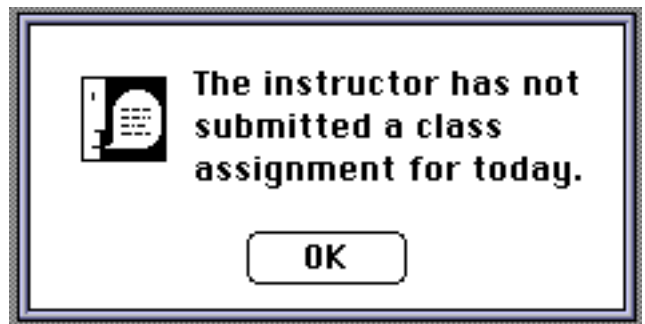 The instructor has not
submitted a class
assignment for today.
OK